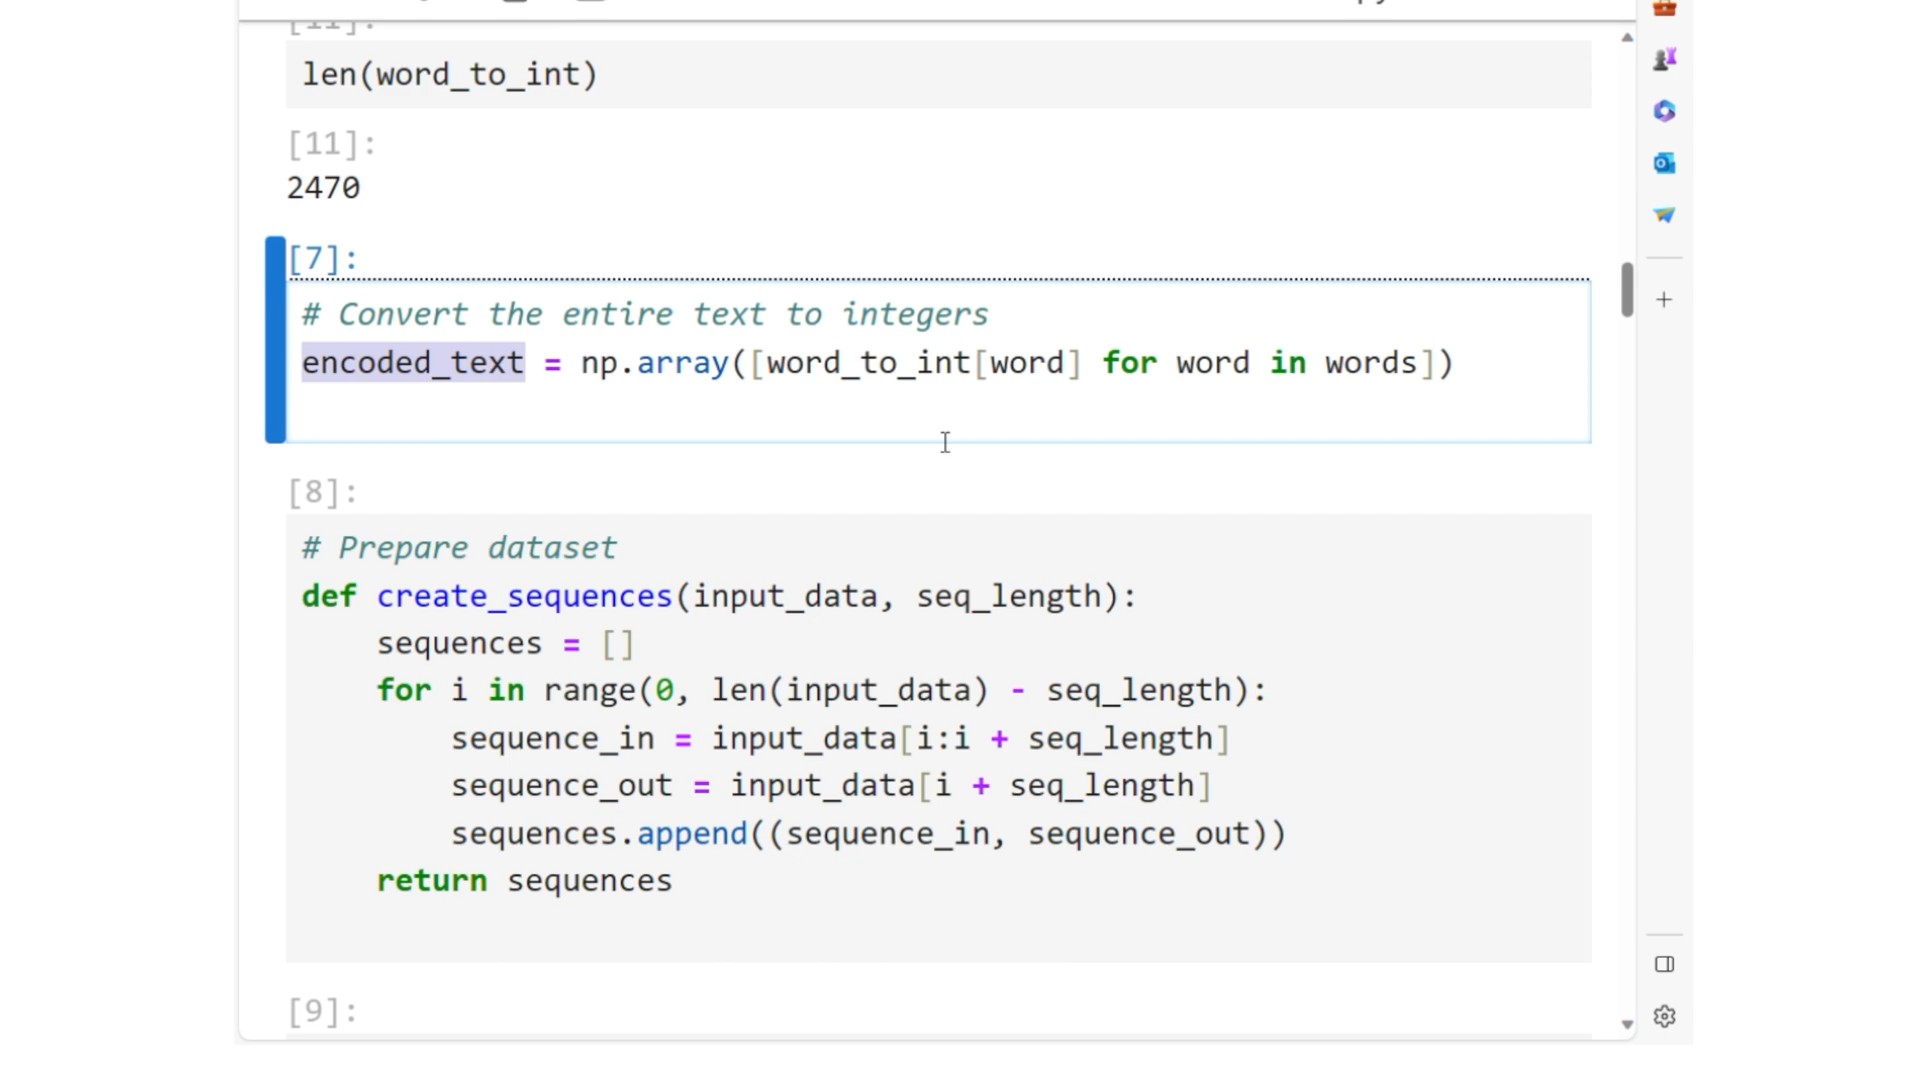 [11]:
len(word_to_int)
[11]:
2470
[7]:
# Convert the entire text to integers
encoded_text = np.array([word_to_int[word] for word in words])
[8]:
# Prepare dataset
def create_sequences(input_data, seq_length):
    sequences = []
    for i in range(0, len(input_data) - seq_length):
        sequence_in = input_data[i:i + seq_length]
        sequence_out = input_data[i + seq_length]
        sequences.append((sequence_in, sequence_out))
    return sequences
[9]: